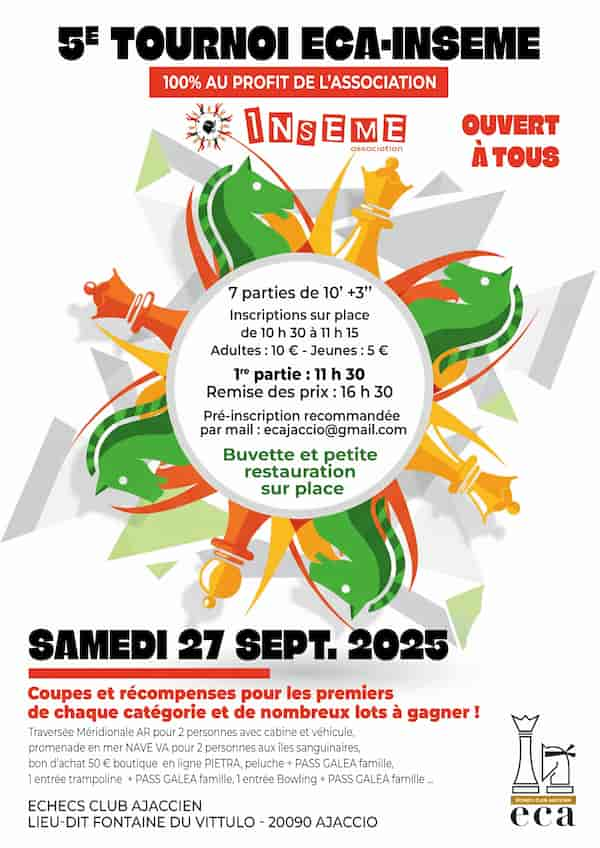 5E TOURNOI ECA-INSEME
100% AU PROFIT DE L'ASSOCIATION
INSEME
association
OUVERT
À TOUS
7 parties de 10' +3''
Inscriptions sur place
de 10 h 30 à 11 h 15
Adultes : 10 € - Jeunes : 5 €
1re partie : 11 h 30
Remise des prix : 16 h 30
Pré-inscription recommandée
par mail : ecajaccio@gmail.com
Buvette et petite
restauration
sur place
SAMEDI 27 SEPT. 2025
Coupes et récompenses pour les premiers
de chaque catégorie et de nombreux lots à gagner !
Traversée Méridionale AR pour 2 personnes avec cabine et véhicule,
promenade en mer NAVE VA pour 2 personnes aux îles sanguinaires,
bon d'achat 50 € boutique en ligne PIETRA, peluche + PASS GALEA famille,
1 entrée trampoline + PASS GALEA famille, 1 entrée Bowling + PASS GALEA famille ...
ECHECS CLUB AJACCIEN
LIEU-DIT FONTAINE DU VITTULO - 20090 AJACCIO
ECHECS CLUB AJACCIEN
eca